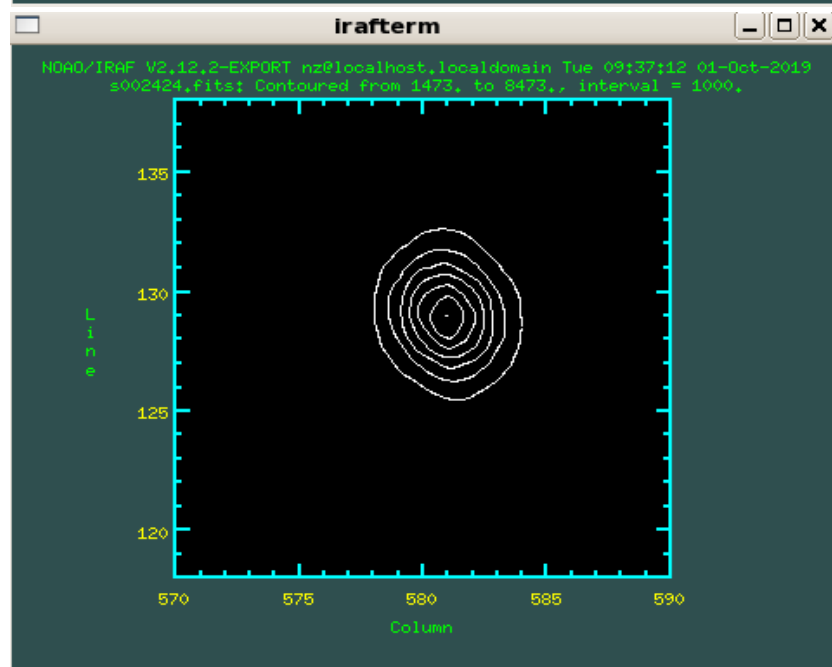 irafterm
NOAO/IRAF V2.12.2-EXPORT nz@localhost.localdomain Tue 09:37:12 01-Oct-2019
s002424.fits: Contoured from 1473. to 8473., interval = 1000.
135
130
Line
125
120
570 575 580 585 590
Column